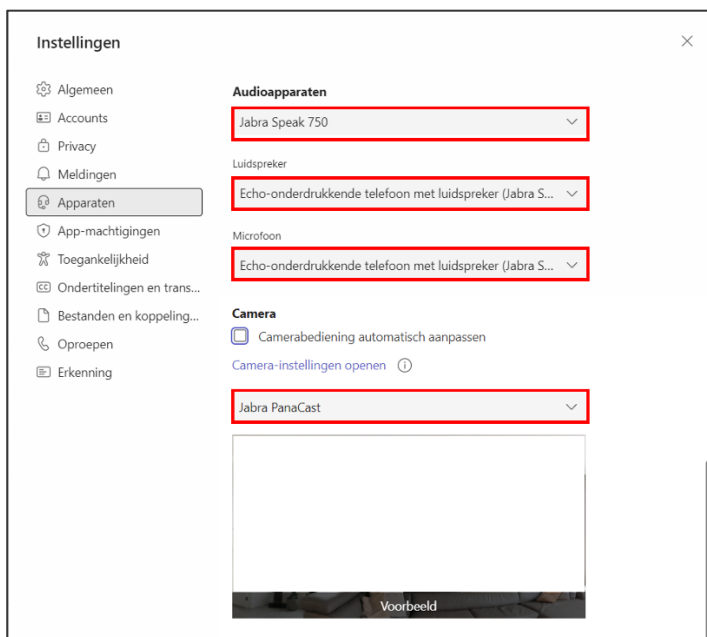 Instellingen
Algemeen
Accounts
Privacy
Meldingen
Apparaten
App-machtigingen
Toegankelijkheid
Ondertitelingen en trans...
Bestanden en koppeling...
Oproepen
Erkenning
Audioapparaten
Jabra Speak 750
Luidspreker
Echo-onderdrukkende telefoon met luidspreker (Jabra S...
Microfoon
Echo-onderdrukkende telefoon met luidspreker (Jabra S...
Camera
Camerabediening automatisch aanpassen
Camera-instellingen openen
Jabra PanaCast
Voorbeeld